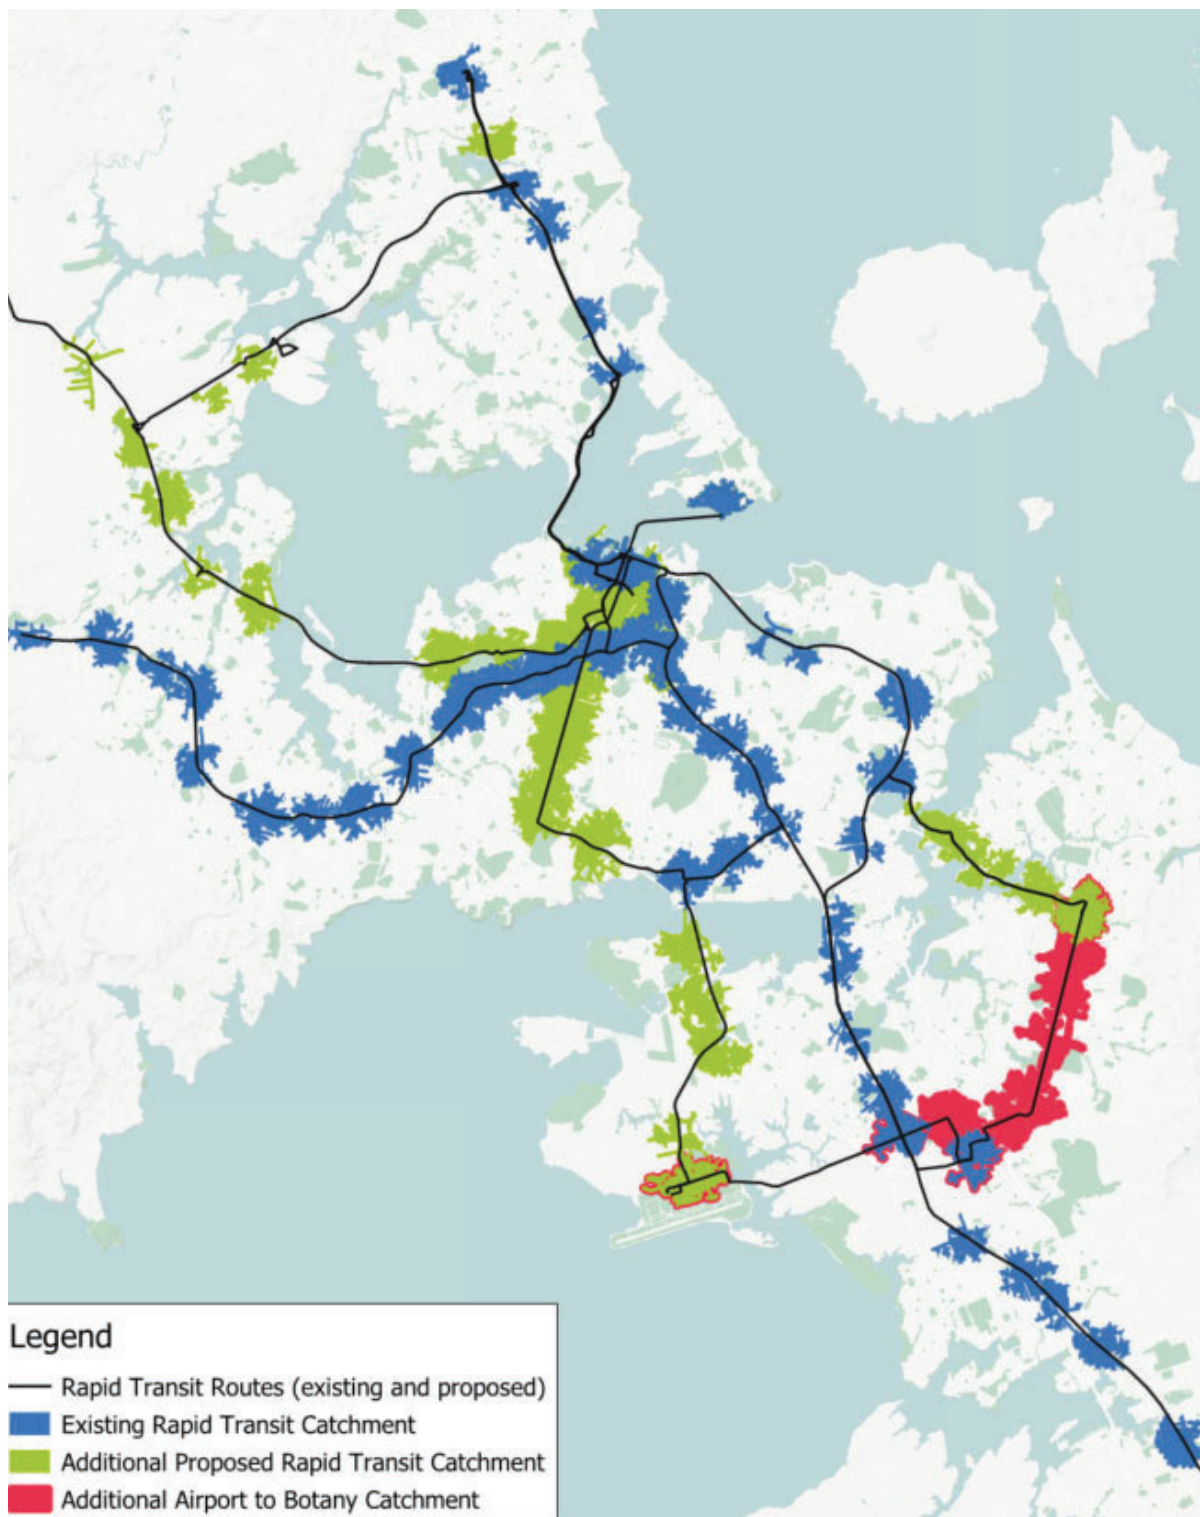 Legend
Rapid Transit Routes (existing and proposed)
Existing Rapid Transit Catchment
Additional Proposed Rapid Transit Catchment
Additional Airport to Botany Catchment